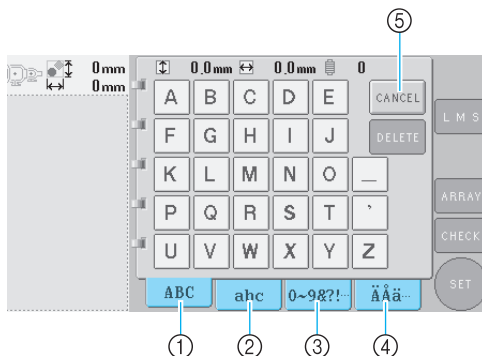 ⑤
0mm
0mm
0.0mm 0.0mm 0
A B C D E CANCEL
L M S
F G H I J DELETE
K L M N O _
ARRAY
P Q R S T '
CHECK
U V W X Y Z
SET
ABC abc 0~9&?!··· ÄÅä···
① ② ③ ④